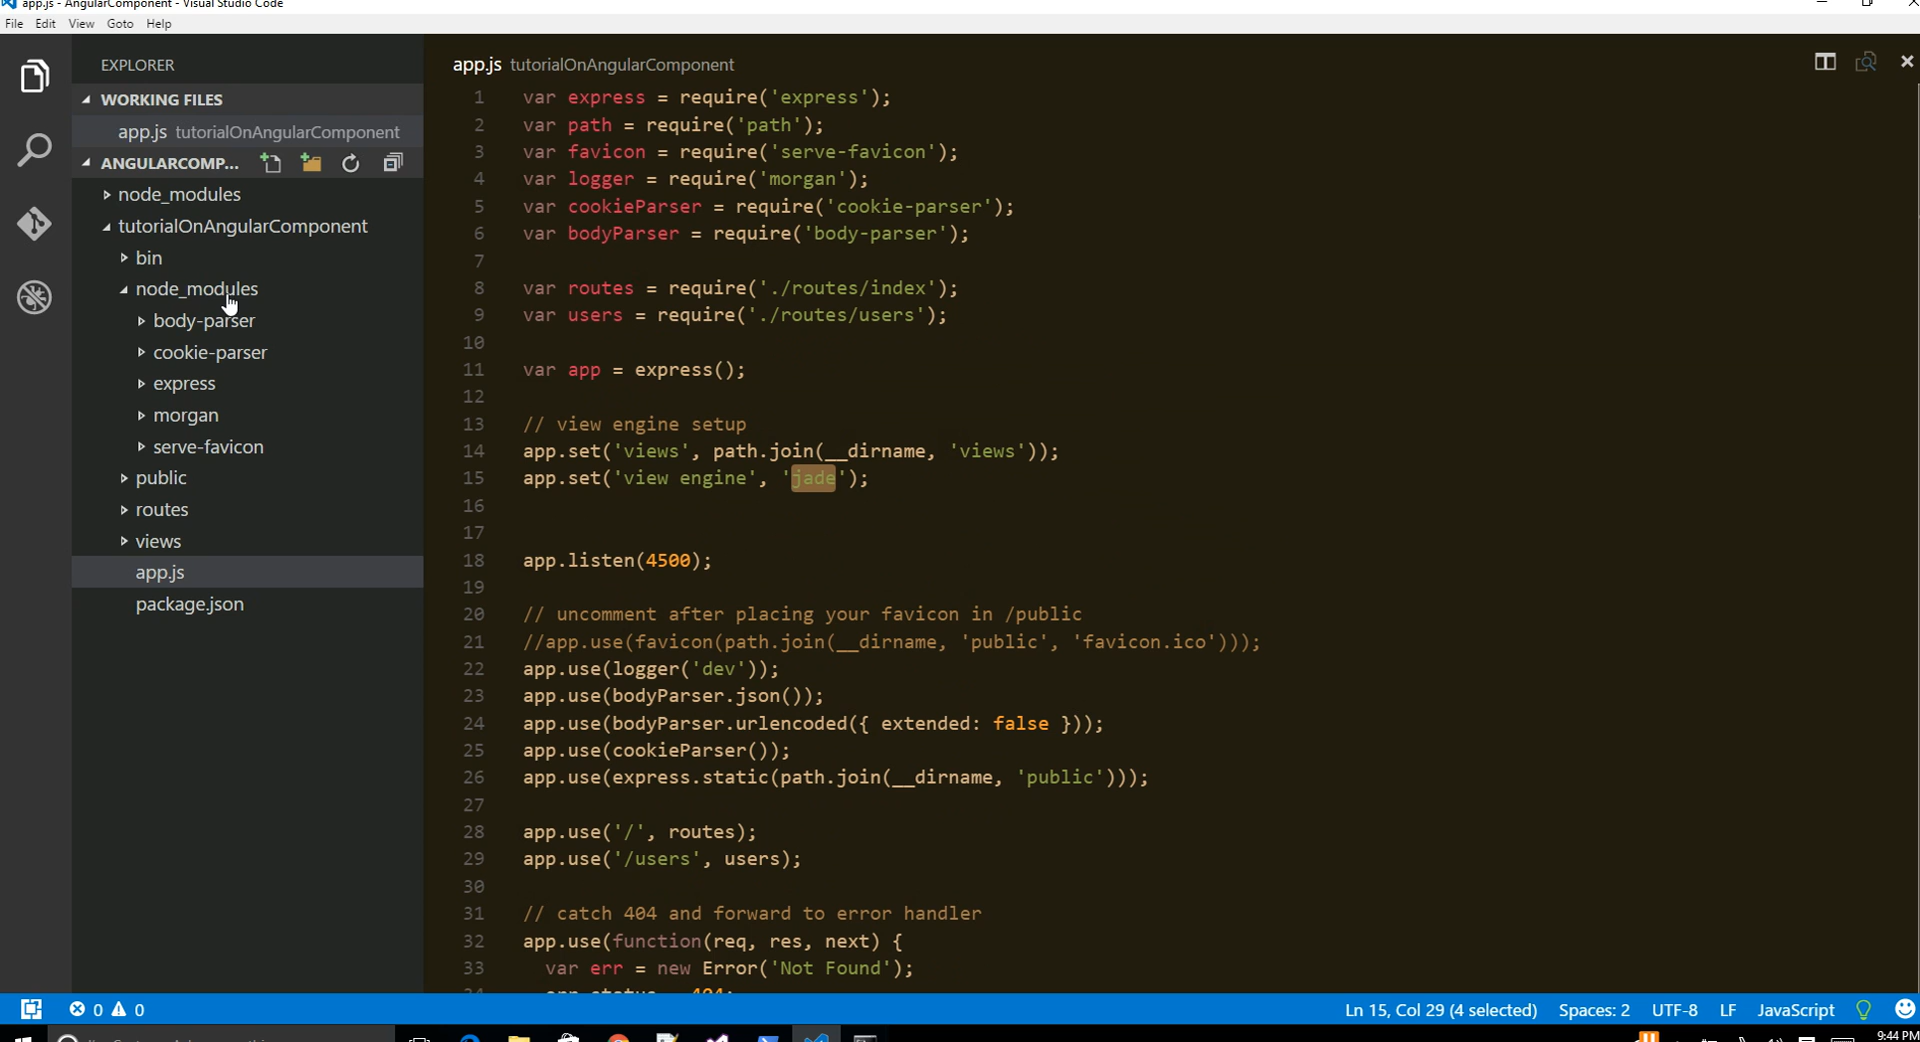 app.js - AngularComponent - Visual Studio Code
File Edit View Goto Help
EXPLORER
WORKING FILES
app.js tutorialOnAngularComponent
ANGULARCOMP...
node_modules
tutorialOnAngularComponent
bin
node_modules
body-parser
cookie-parser
express
morgan
serve-favicon
public
routes
views
app.js
package.json
app.js tutorialOnAngularComponent
1 var express = require('express');
2 var path = require('path');
3 var favicon = require('serve-favicon');
4 var logger = require('morgan');
5 var cookieParser = require('cookie-parser');
6 var bodyParser = require('body-parser');
7
8 var routes = require('./routes/index');
9 var users = require('./routes/users');
10
11 var app = express();
12
13 // view engine setup
14 app.set('views', path.join(__dirname, 'views'));
15 app.set('view engine', 'jade');
16
17
18 app.listen(4500);
19
20 // uncomment after placing your favicon in /public
21 //app.use(favicon(path.join(__dirname, 'public', 'favicon.ico')));
22 app.use(logger('dev'));
23 app.use(bodyParser.json());
24 app.use(bodyParser.urlencoded({ extended: false }));
25 app.use(cookieParser());
26 app.use(express.static(path.join(__dirname, 'public')));
27
28 app.use('/', routes);
29 app.use('/users', users);
30
31 // catch 404 and forward to error handler
32 app.use(function(req, res, next) {
33 var err = new Error('Not Found');
0 0
Ln 15, Col 29 (4 selected) Spaces: 2 UTF-8 LF JavaScript
9:44 PM